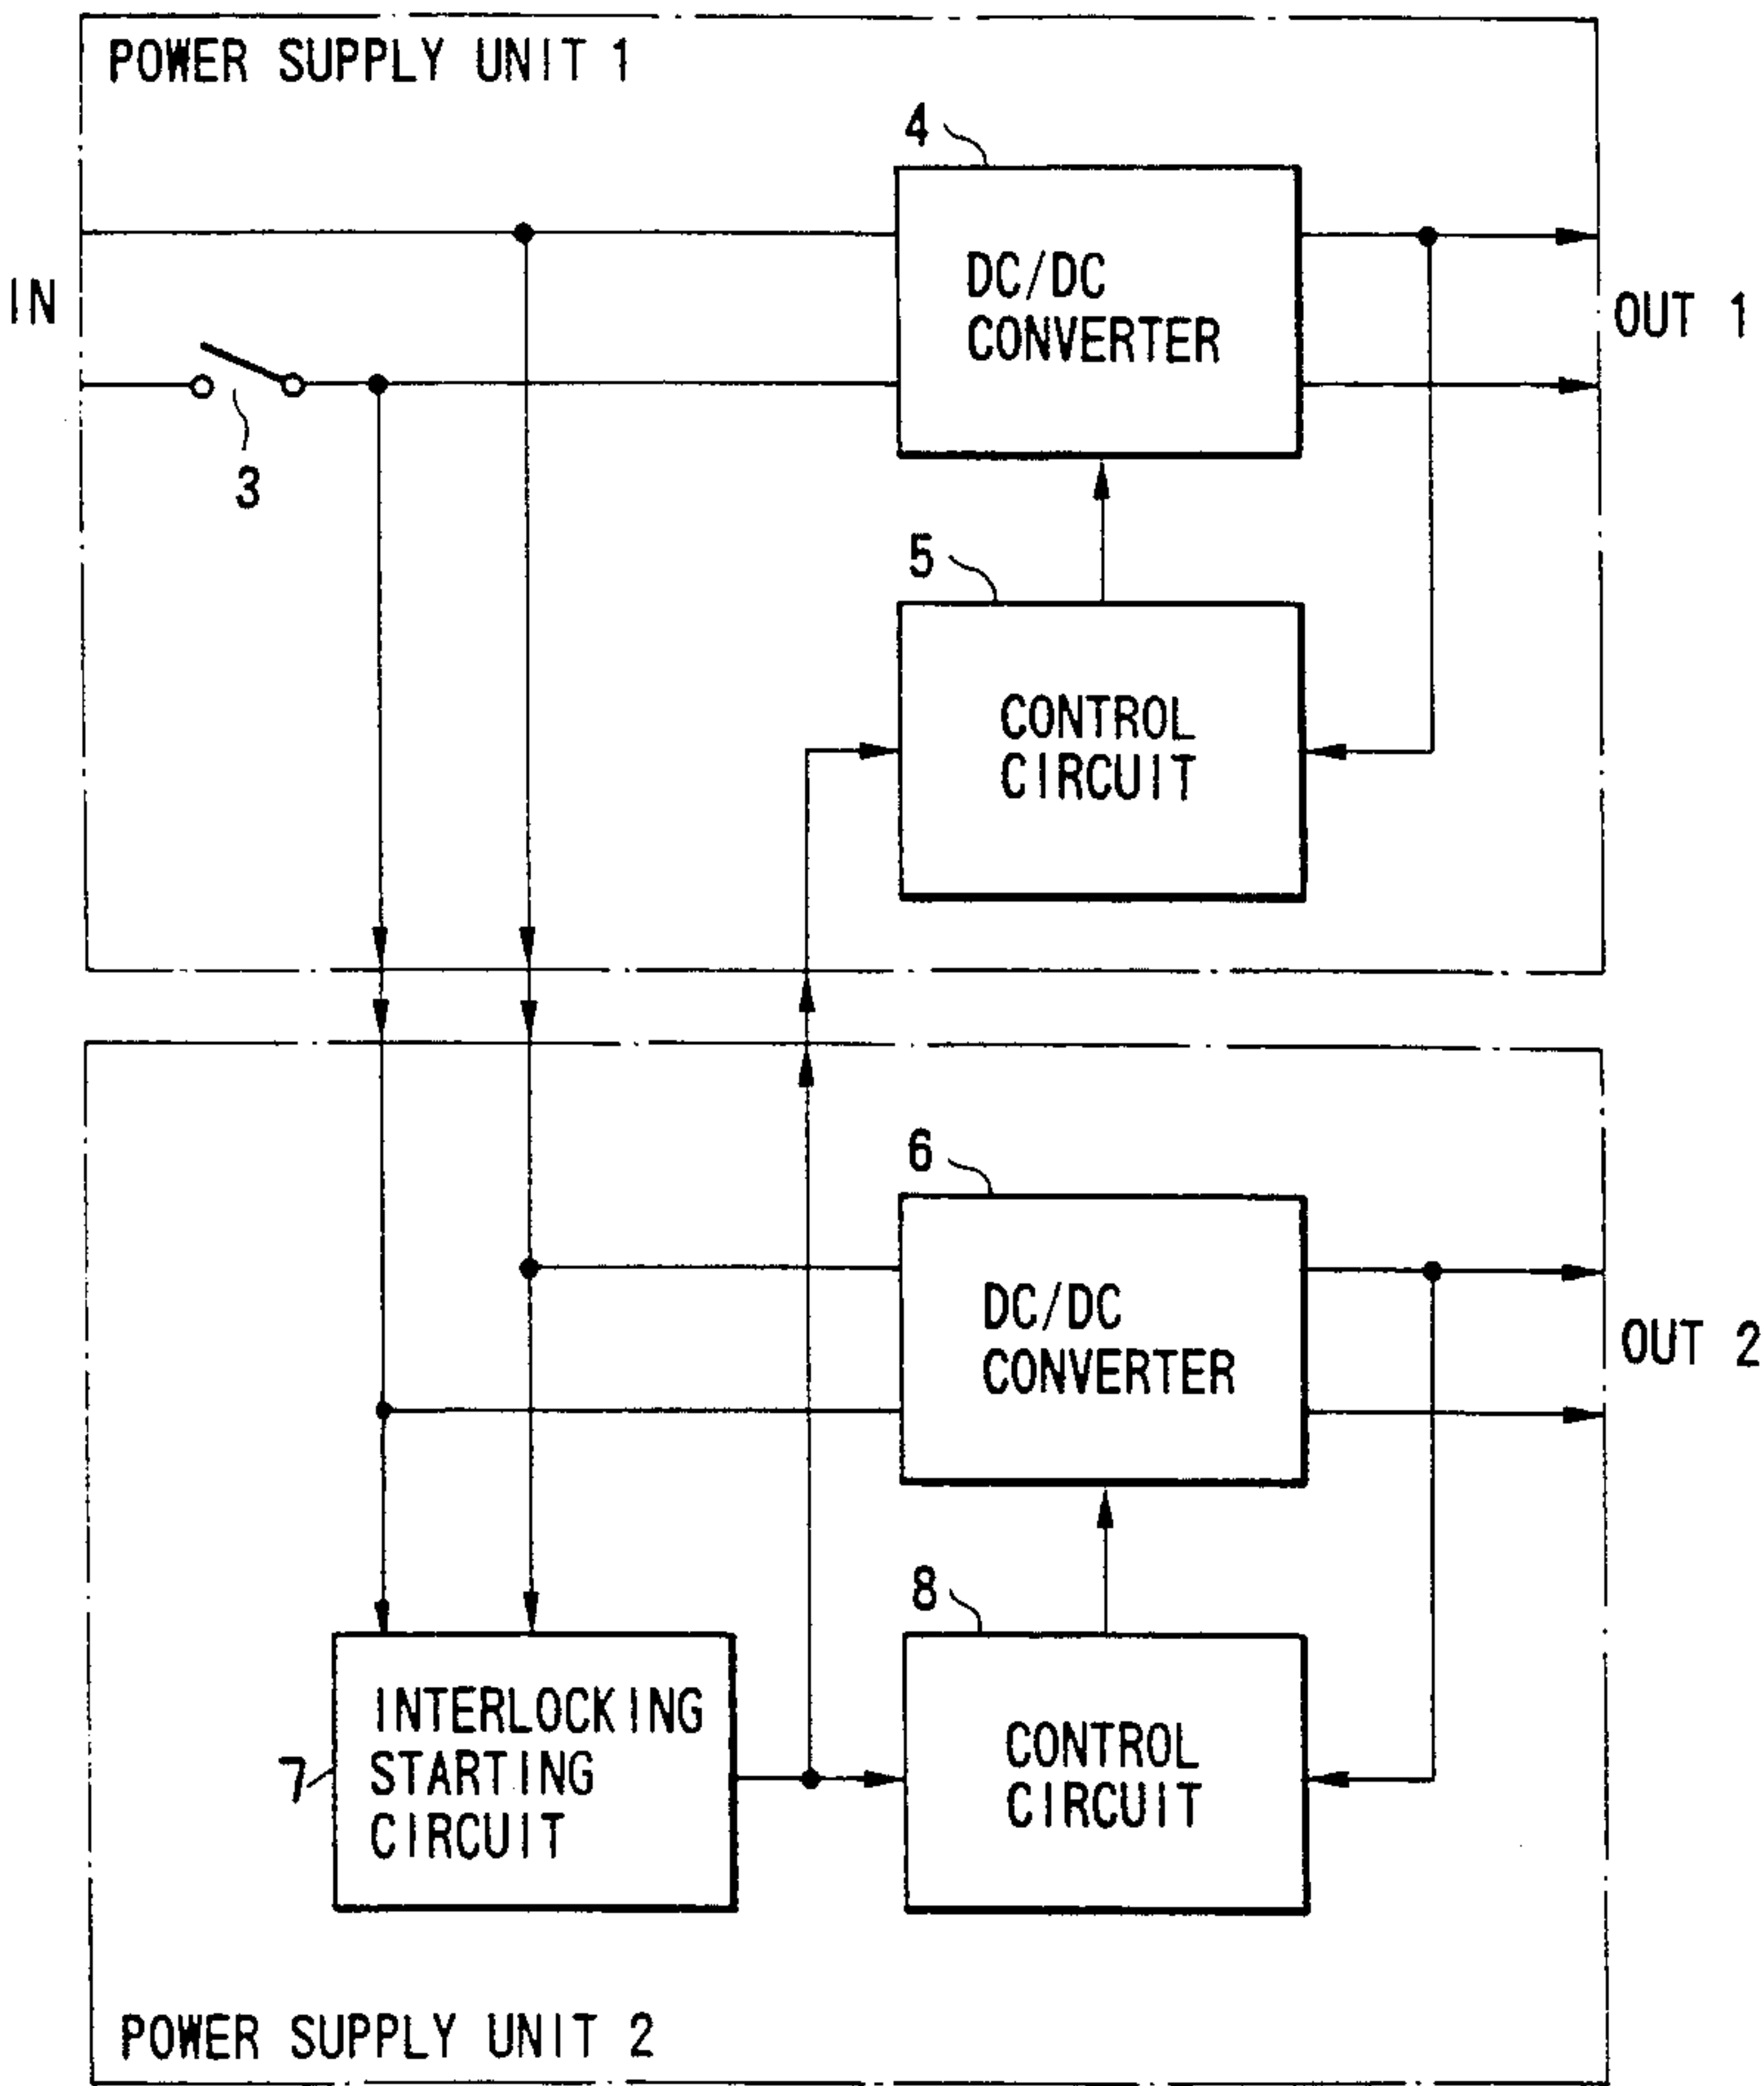 POWER SUPPLY UNIT 1
4
DC/DC
CONVERTER
IN
OUT 1
3
5
CONTROL
CIRCUIT
6
DC/DC
CONVERTER
OUT 2
8
INTERLOCKING
STARTING
CIRCUIT
7
CONTROL
CIRCUIT
POWER SUPPLY UNIT 2